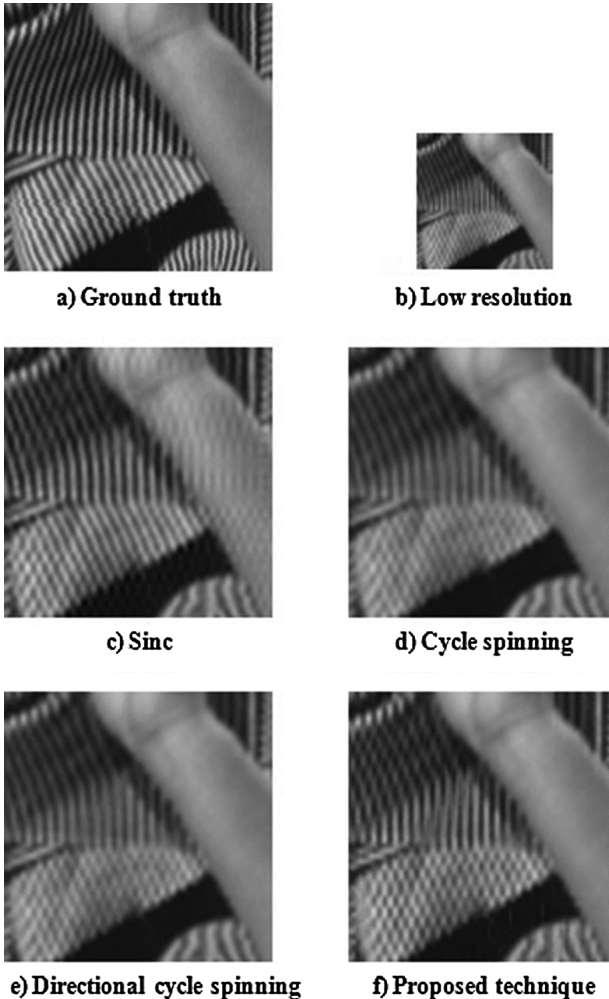 a) Ground truth
b) Low resolution
c) Sinc
d) Cycle spinning
e) Directional cycle spinning
f) Proposed technique